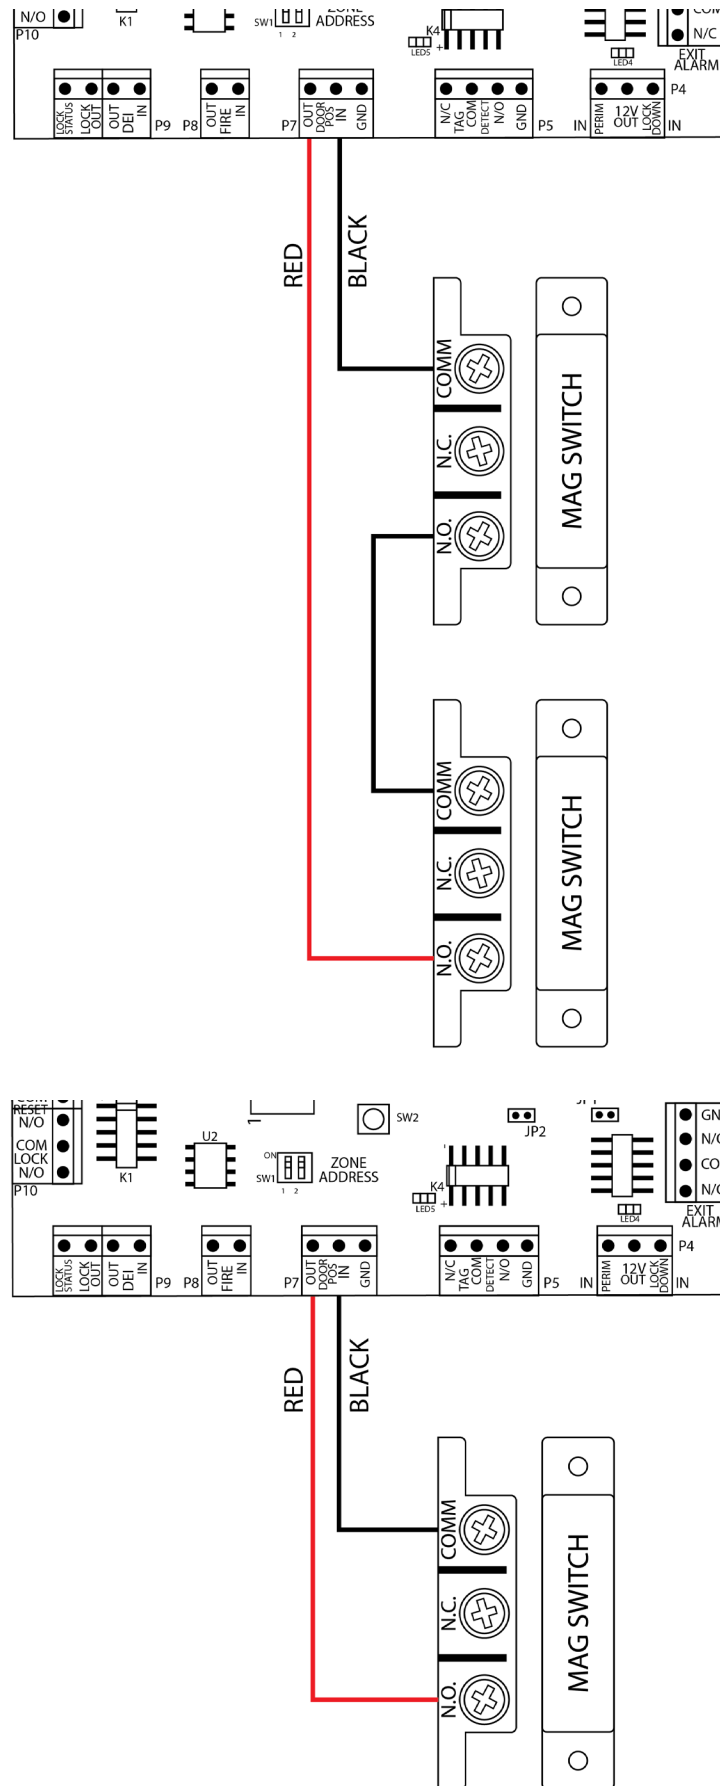 N/O
P10
K1
SW1
1 2
ZONE
ADDRESS
K4
LED5
+
LED4
COM
N/C
EXIT
ALARM
LOCK
STATUS
LOCK
OUT
OUT
DEI
IN
P9
P8
OUT
FIRE
IN
P7
OUT
DOOR
POS
IN
GND
N/C
TAG
COM
DETECT
N/O
GND
P5
IN
PERIM
12V
OUT
LOCK
DOWN
IN
P4
RED
BLACK
COMM
N.C.
N.O.
MAG SWITCH
COMM
N.C.
N.O.
MAG SWITCH
COM
RESET
N/O
COM
LOCK
N/O
P10
K1
U2
1
SW2
ON
SW1
1 2
ZONE
ADDRESS
JP2
JP1
K4
LED5
+
LED4
GN
N/O
CO
N/C
EXIT
ALARM
LOCK
STATUS
LOCK
OUT
OUT
DEI
IN
P9
P8
OUT
FIRE
IN
P7
OUT
DOOR
POS
IN
GND
N/C
TAG
COM
DETECT
N/O
GND
P5
IN
PERIM
12V
OUT
LOCK
DOWN
IN
P4
RED
BLACK
COMM
N.C.
N.O.
MAG SWITCH